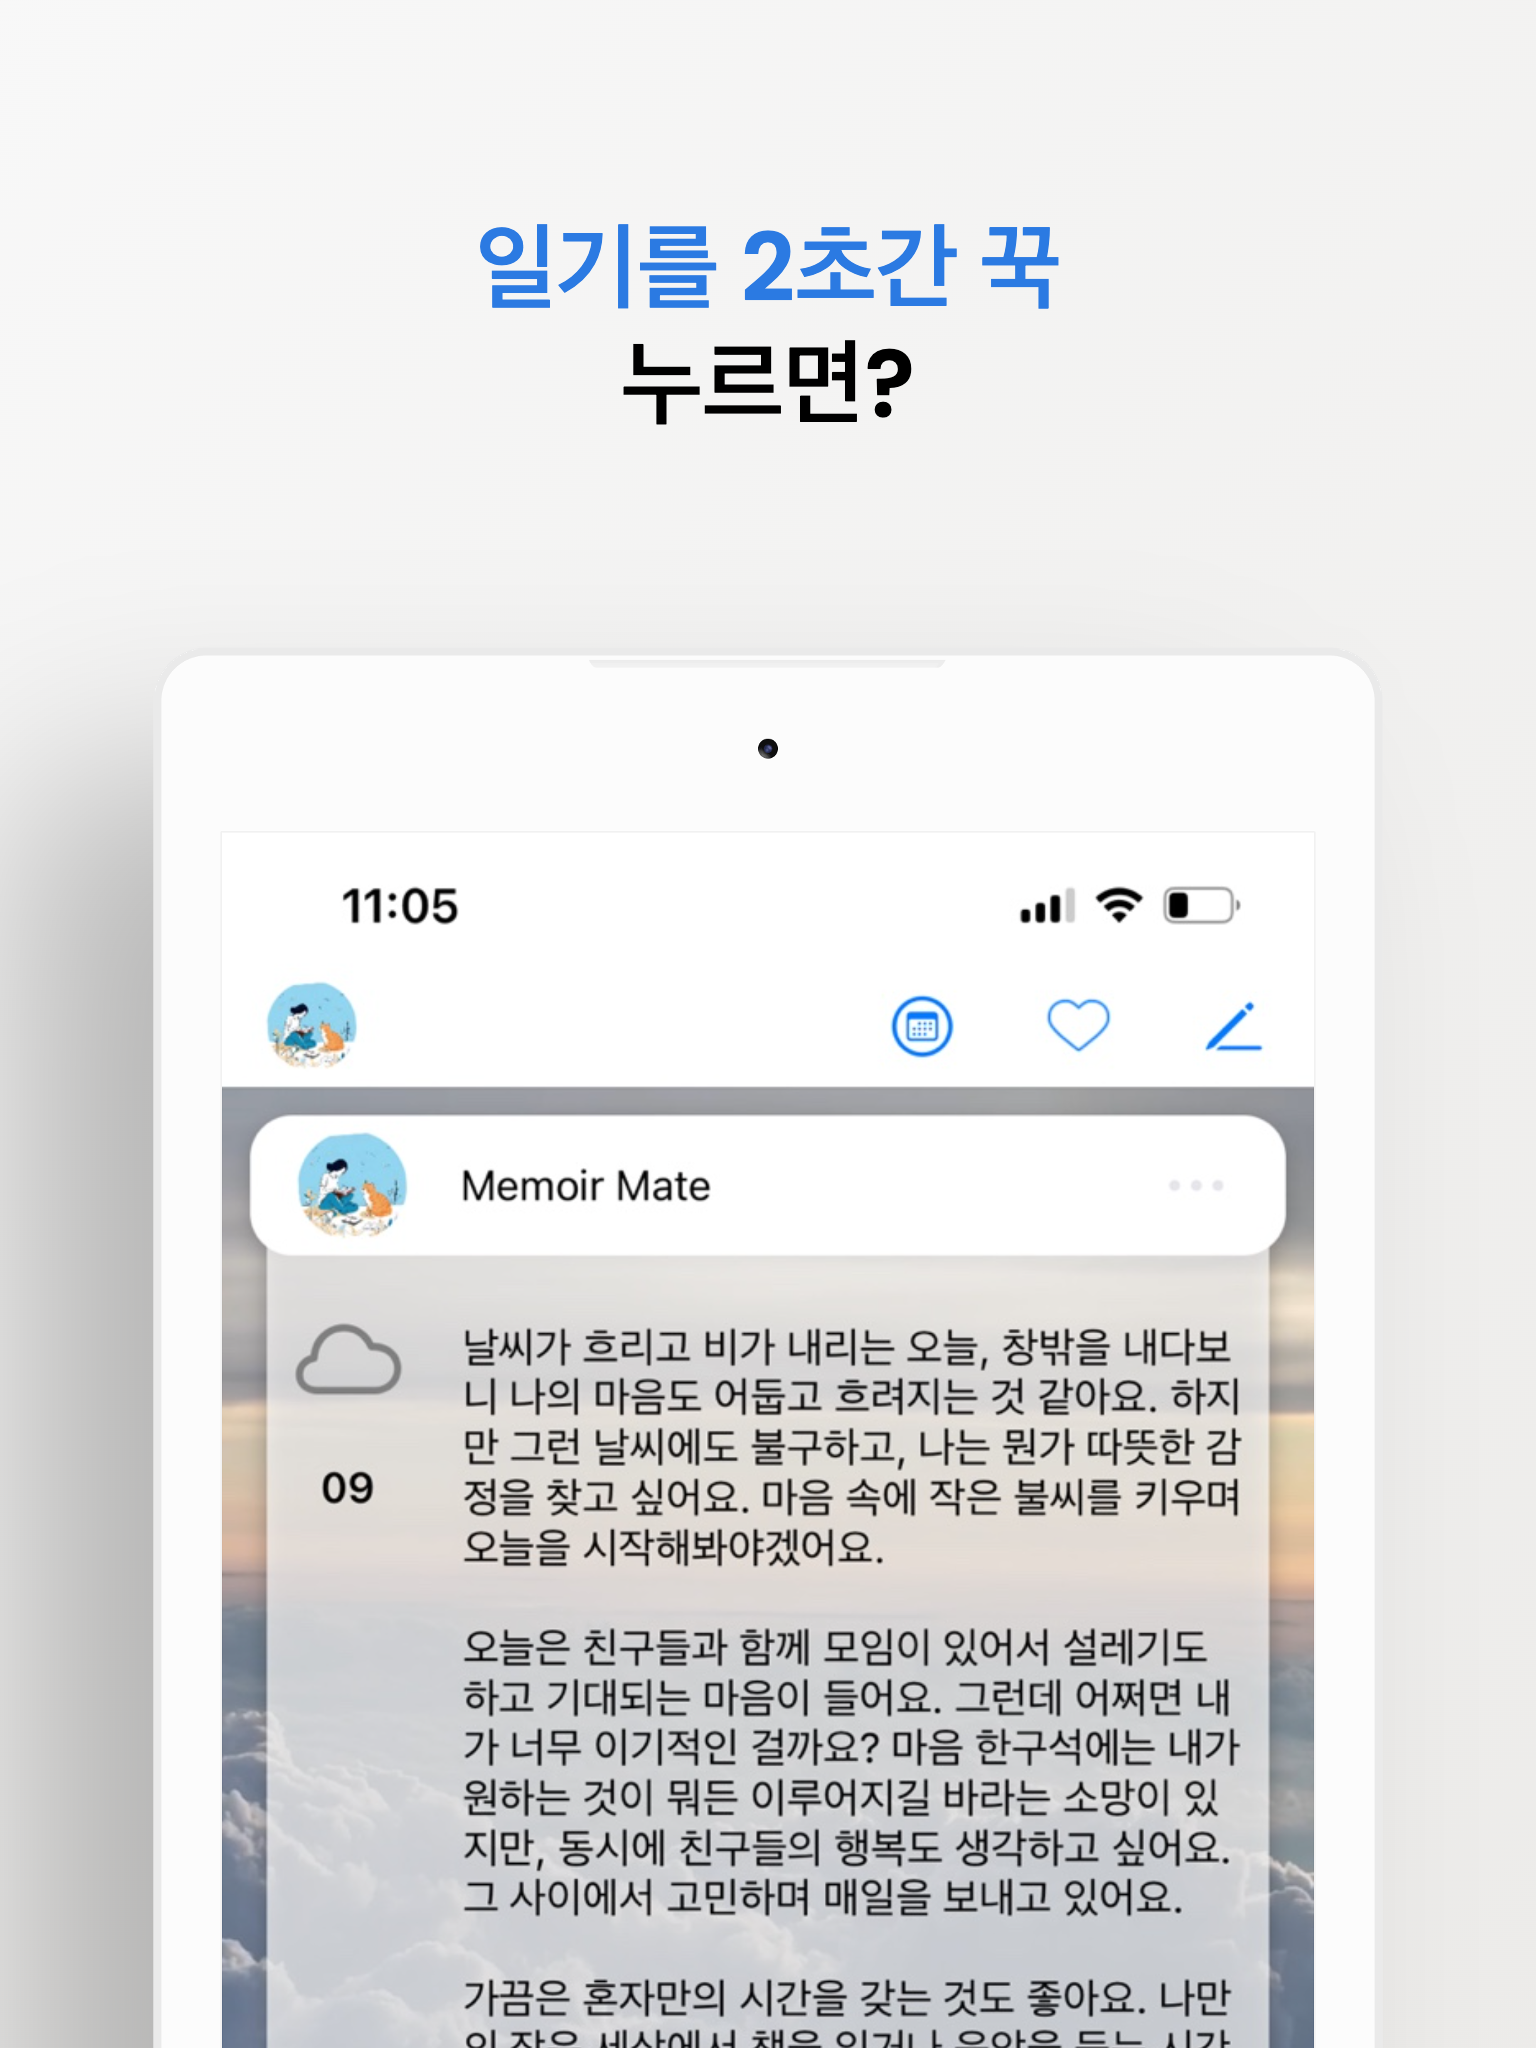 일기를 2초간 꾹
누르면?
11:05
Memoir Mate
09
날씨가 흐리고 비가 내리는 오늘, 창밖을 내다보
니 나의 마음도 어둡고 흐려지는 것 같아요. 하지
만 그런 날씨에도 불구하고, 나는 뭔가 따뜻한 감
정을 찾고 싶어요. 마음 속에 작은 불씨를 키우며
오늘을 시작해봐야겠어요.
오늘은 친구들과 함께 모임이 있어서 설레기도
하고 기대되는 마음이 들어요. 그런데 어쩌면 내
가 너무 이기적인 걸까요? 마음 한구석에는 내가
원하는 것이 뭐든 이루어지길 바라는 소망이 있
지만, 동시에 친구들의 행복도 생각하고 싶어요.
그 사이에서 고민하며 매일을 보내고 있어요.
가끔은 혼자만의 시간을 갖는 것도 좋아요. 나만